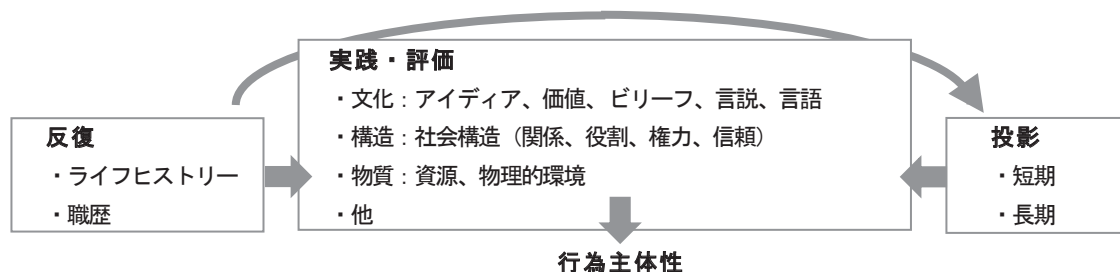 実践・評価
・文化：アイディア、価値、ビリーフ、言説、言語
・構造：社会構造（関係、役割、権力、信頼）
・物質：資源、物理的環境
・他
反復
・ライフヒストリー
・職歴
投影
・短期
・長期
行為主体性